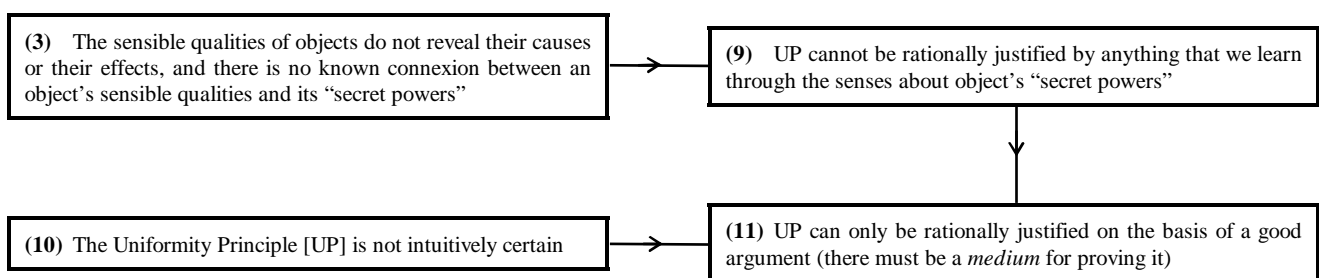 (3) The sensible qualities of objects do not reveal their causes
or their effects, and there is no known connexion between an
object’s sensible qualities and its “secret powers”
(9) UP cannot be rationally justified by anything that we learn
through the senses about object’s “secret powers”
(10) The Uniformity Principle [UP] is not intuitively certain
(11) UP can only be rationally justified on the basis of a good
argument (there must be a medium for proving it)